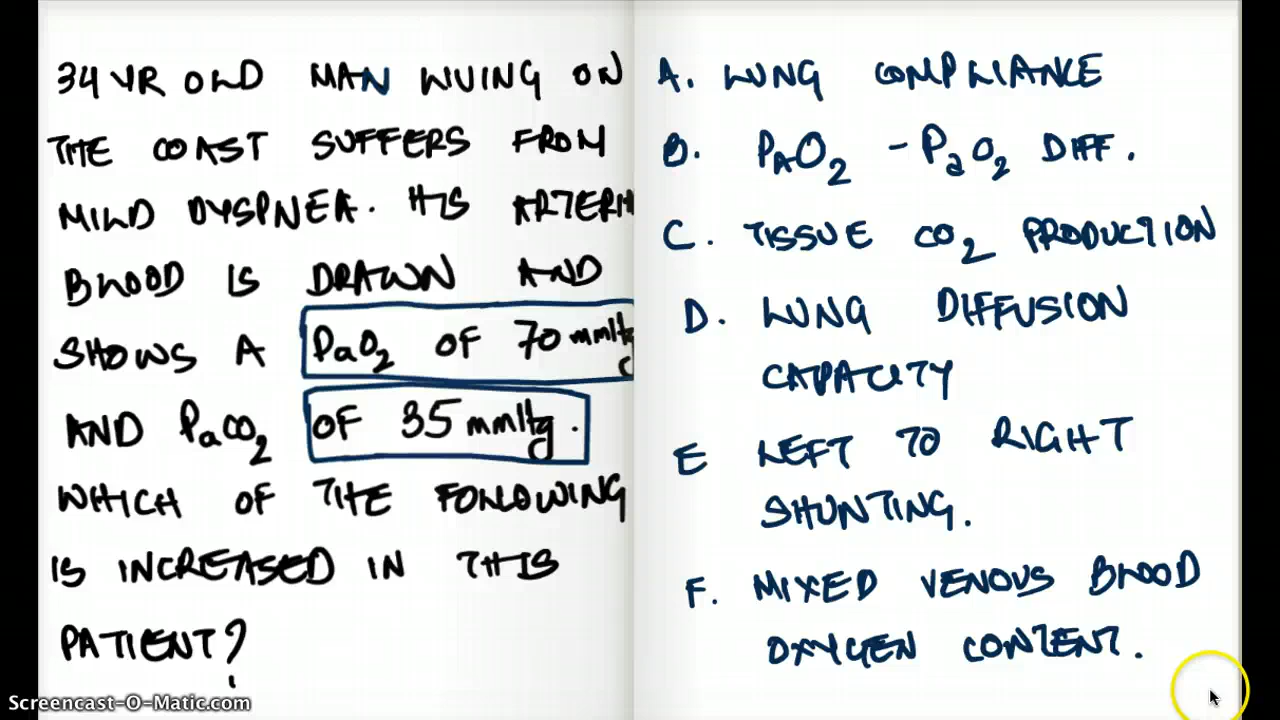 34 YR OLD MAN LIVING ON
THE COAST SUFFERS FROM
MILD DYSPNEA. HIS ARTERI
BLOOD IS DRAWN AND
SHOWS A PaO2 OF 70 mmHg
AND PaCO2 OF 35 mmHg.
WHICH OF THE FOLLOWING
IS INCREASED IN THIS
PATIENT?
A. LUNG COMPLIANCE
B. PAO2 - PaO2 DIFF.
C. TISSUE CO2 PRODUCTION
D. LUNG DIFFUSION
CAPACITY
E LEFT TO RIGHT
SHUNTING.
F. MIXED VENOUS BLOOD
OXYGEN CONTENT.
Screencast-O-Matic.com